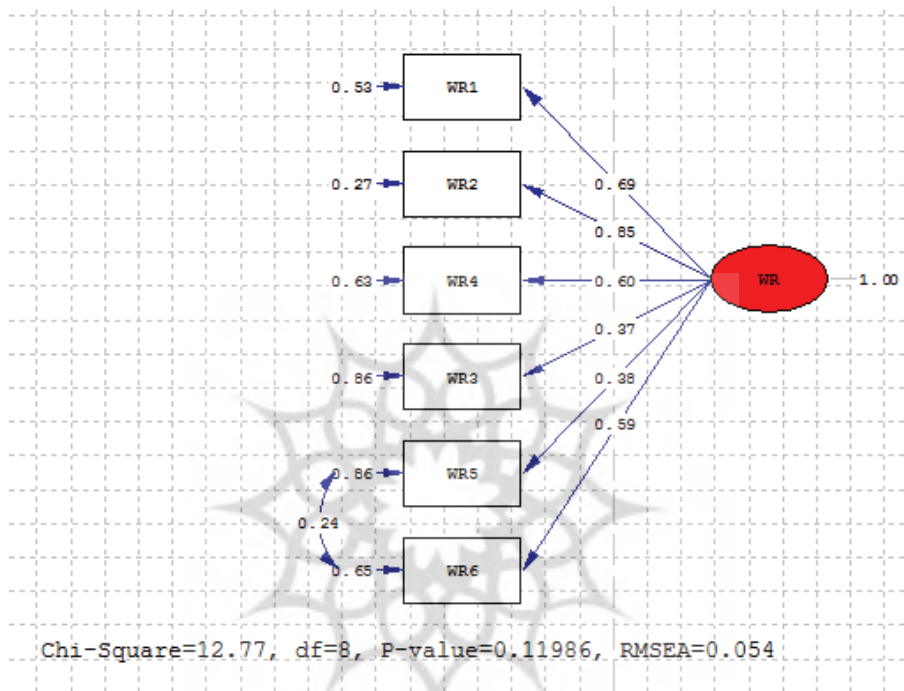 0.53 WR1
0.69
0.27 WR2
0.85
0.63 WR4 0.60 WR 1.00
0.37
0.86 WR3 0.38
0.59
0.86 WR5
0.24
0.65 WR6
Chi-Square=12.77, df=8, P-value=0.11986, RMSEA=0.054